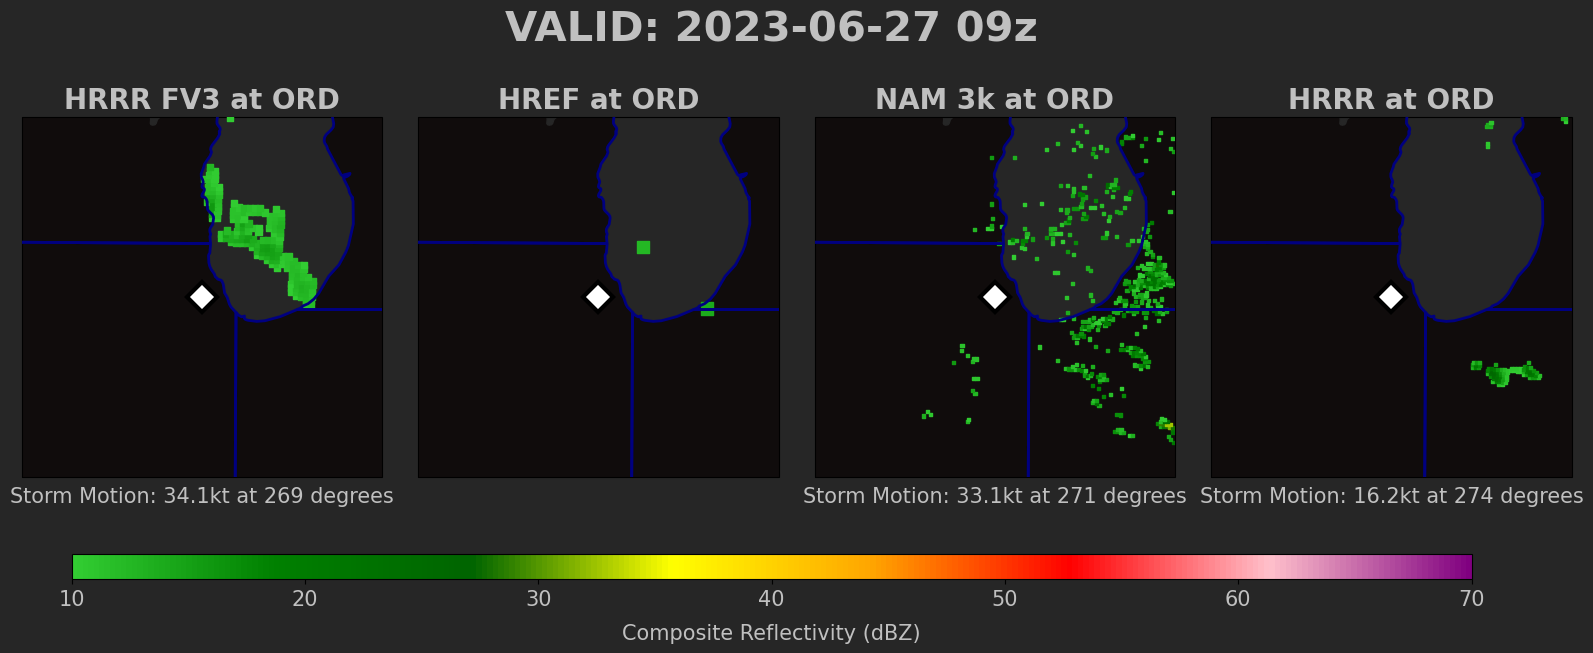 VALID: 2023-06-27 09z
HRRR FV3 at ORD
HREF at ORD
NAM 3k at ORD
HRRR at ORD
Storm Motion: 34.1kt at 269 degrees
Storm Motion: 33.1kt at 271 degrees
Storm Motion: 16.2kt at 274 degrees
10 20 30 40 50 60 70
Composite Reflectivity (dBZ)